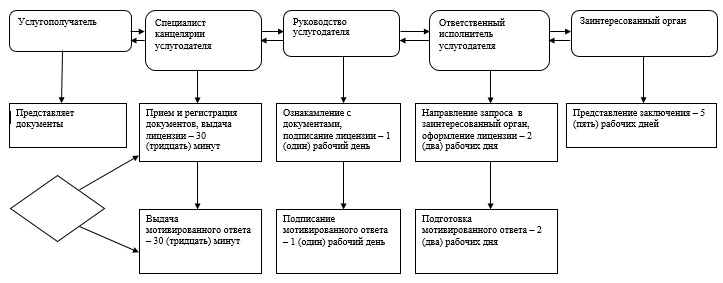 Услугополучатель
Специалист
канцелярии
услугодателя
Руководство
услугодателя
Ответственный
исполнитель
услугодателя
Заинтересованный орган
Представляет
документы
Прием и регистрация
документов, выдача
лицензии – 30
(тридцать) минут
Ознакамление с
документами,
подписание лицензии – 1
(один) рабочий день
Направление запроса в
заинтересованный орган,
оформление лицензии – 2
(два) рабочих дня
Представление заключения – 5
(пять) рабочих дней
Выдача
мотивированного ответа
– 30 (тридцать) минут
Подписание
мотивированного ответа
– 1 (один) рабочий день
Подготовка
мотивированного ответа – 2
(два) рабочих дня